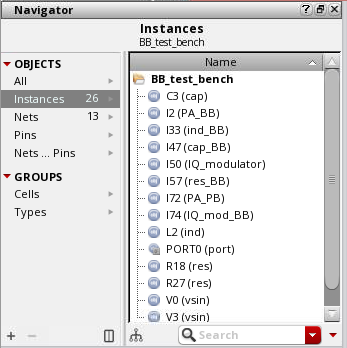 Navigator
Instances
BB_test_bench
OBJECTS
All
Instances 26
Nets 13
Pins
Nets ... Pins
GROUPS
Cells
Types
Name
BB_test_bench
C3 (cap)
I2 (PA_BB)
I33 (ind_BB)
I47 (cap_BB)
I50 (IQ_modulator)
I57 (res_BB)
I72 (PA_PB)
I74 (IQ_mod_BB)
L2 (ind)
PORT0 (port)
R18 (res)
R27 (res)
V0 (vsin)
V3 (vsin)
Search